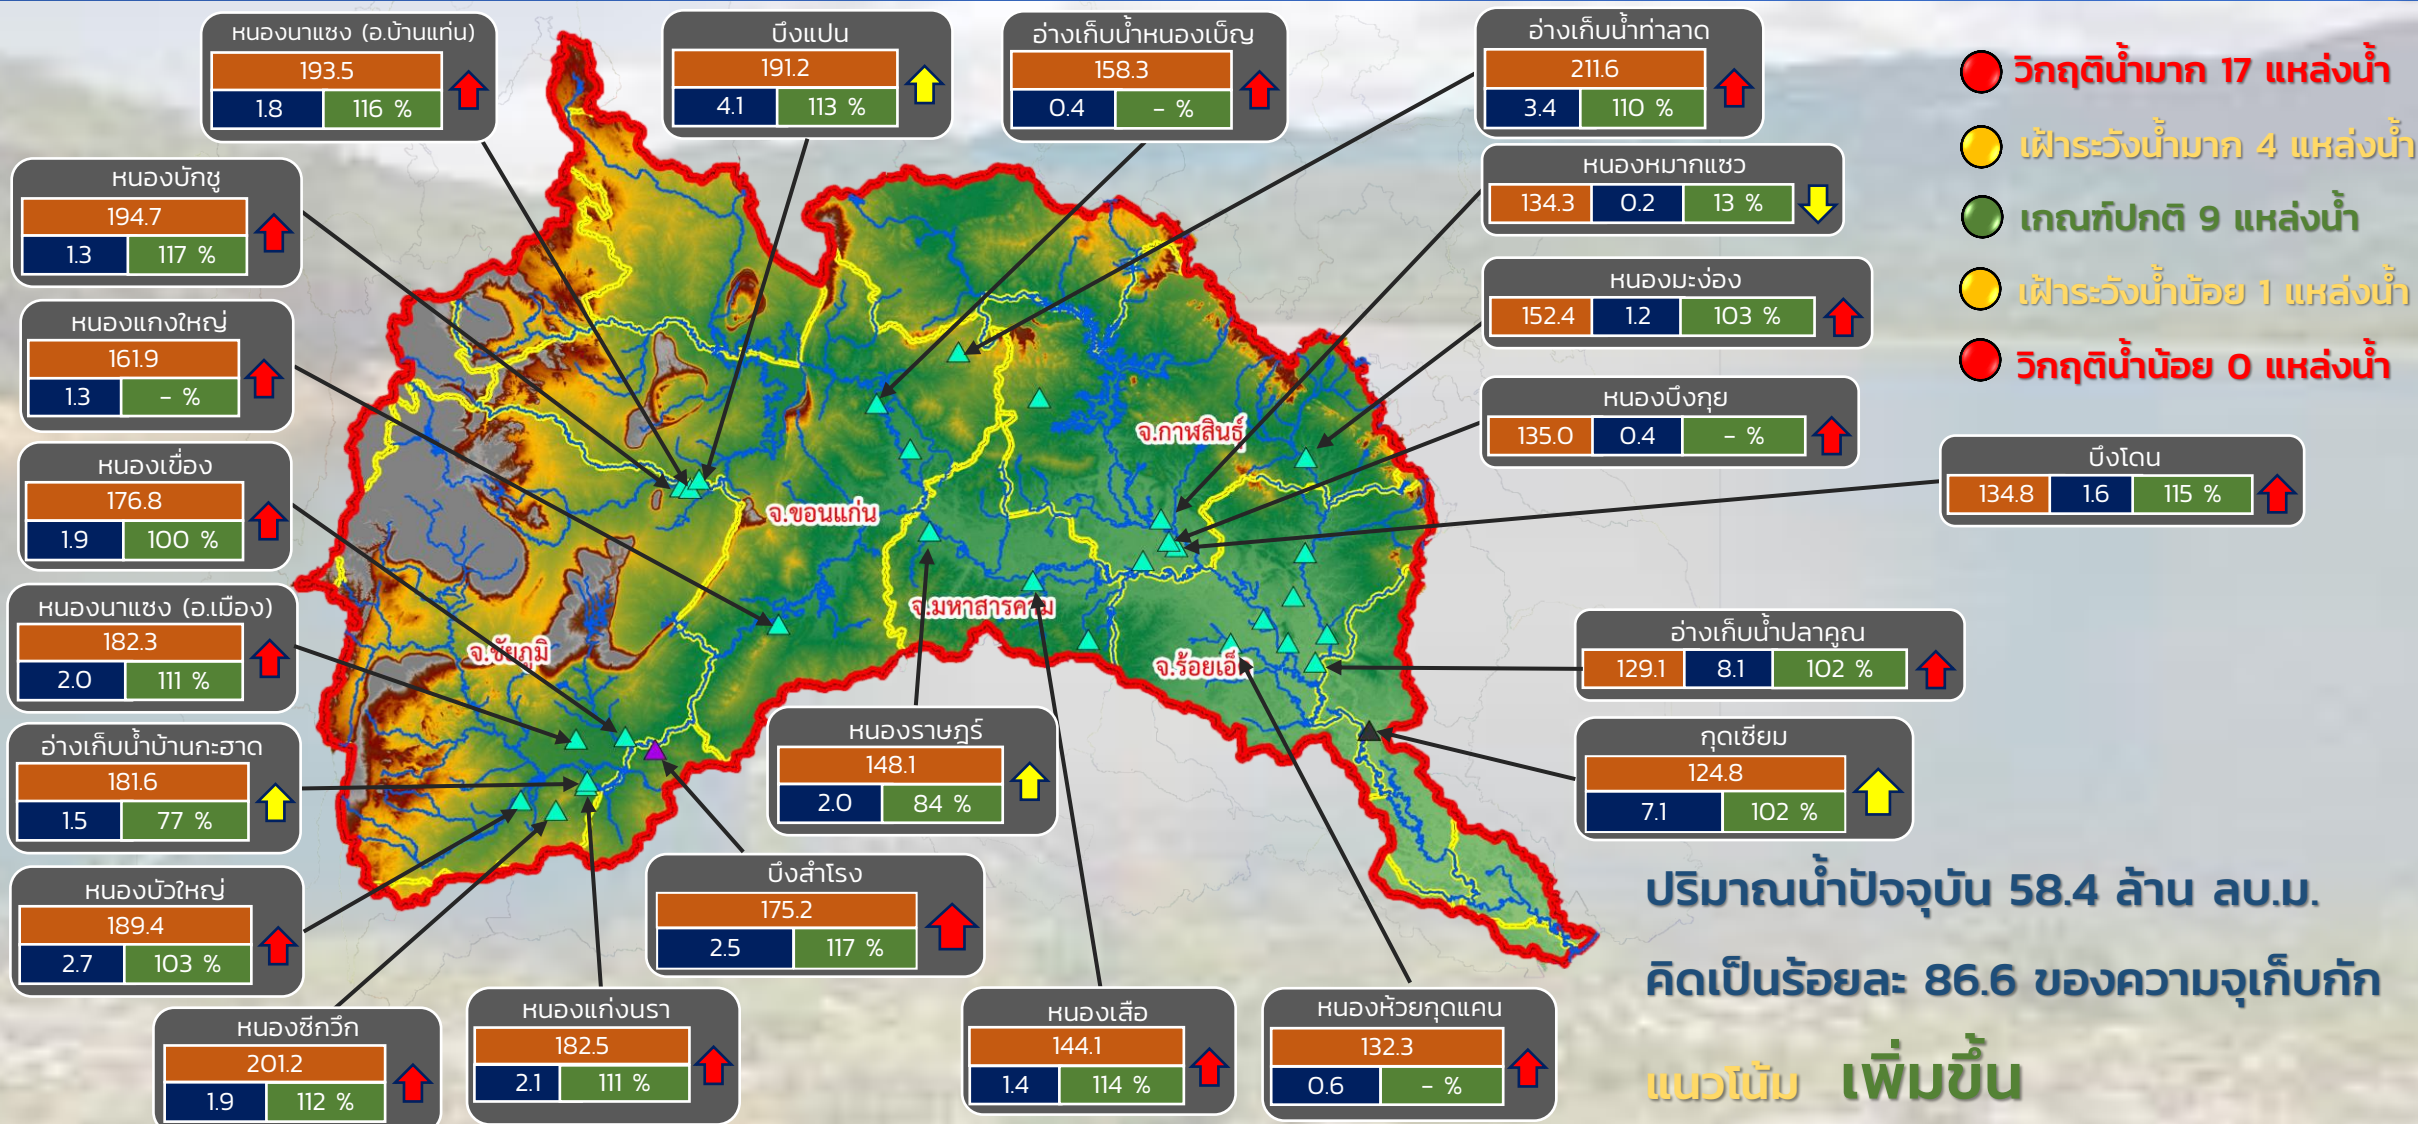 หนองนาแซง (อ.บ้านแท่น)
193.5
1.8 116 %
บึงแปน
191.2
4.1 113 %
อ่างเก็บน้ำหนองเบ็ญ
158.3
0.4 - %
อ่างเก็บน้ำท่าลาด
211.6
3.4 110 %
วิกฤติน้ำมาก 17 แหล่งน้ำ
เฝ้าระวังน้ำมาก 4 แหล่งน้ำ
เกณฑ์ปกติ 9 แหล่งน้ำ
เฝ้าระวังน้ำน้อย 1 แหล่งน้ำ
วิกฤติน้ำน้อย 0 แหล่งน้ำ
หนองบักชู
194.7
1.3 117 %
หนองหมากแซว
134.3 0.2 13 %
หนองแกงใหญ่
161.9
1.3 - %
หนองมะง่อง
152.4 1.2 103 %
หนองบึงกุย
135.0 0.4 - %
หนองเขื่อง
176.8
1.9 100 %
บึงโดน
134.8 1.6 115 %
จ.กาฬสินธุ์
จ.ขอนแก่น
จ.มหาสารคาม
จ.ชัยภูมิ
จ.ร้อยเอ็
หนองนาแซง (อ.เมือง)
182.3
2.0 111 %
อ่างเก็บน้ำปลาคูณ
129.1 8.1 102 %
อ่างเก็บน้ำบ้านกะฮาด
181.6
1.5 77 %
หนองราษฎร์
148.1
2.0 84 %
กุดเชียม
124.8
7.1 102 %
หนองบัวใหญ่
189.4
2.7 103 %
บึงสำโรง
175.2
2.5 117 %
หนองซีกวึก
201.2
1.9 112 %
หนองแก่งนรา
182.5
2.1 111 %
หนองเสือ
144.1
1.4 114 %
หนองห้วยกุดแคน
132.3
0.6 - %
ปริมาณน้ำปัจจุบัน 58.4 ล้าน ลบ.ม.
คิดเป็นร้อยละ 86.6 ของความจุเก็บกัก
แนวโน้ม เพิ่มขึ้น